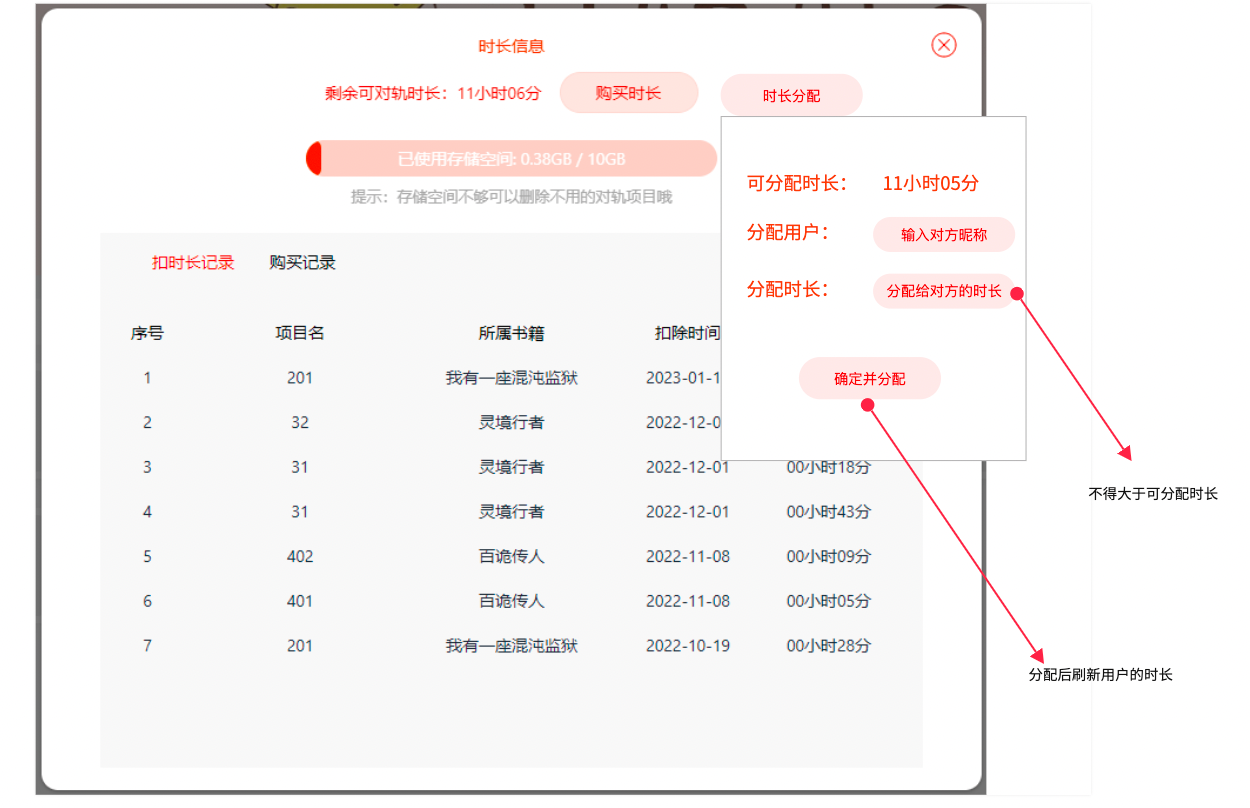 时长信息
剩余可对轨时长：11小时06分
购买时长
时长分配
已使用存储空间: 0.38GB / 10GB
提示：存储空间不够可以删除不用的对轨项目哦
可分配时长：
11小时05分
分配用户：
输入对方昵称
分配时长：
分配给对方的时长
确定并分配
扣时长记录 购买记录
序号 项目名 所属书籍 扣除时间
1 201 我有一座混沌监狱 2023-01-1
2 32 灵境行者 2022-12-0
3 31 灵境行者 2022-12-01 00小时18分
4 31 灵境行者 2022-12-01 00小时43分
5 402 百诡传人 2022-11-08 00小时09分
6 401 百诡传人 2022-11-08 00小时05分
7 201 我有一座混沌监狱 2022-10-19 00小时28分
不得大于可分配时长
分配后刷新用户的时长